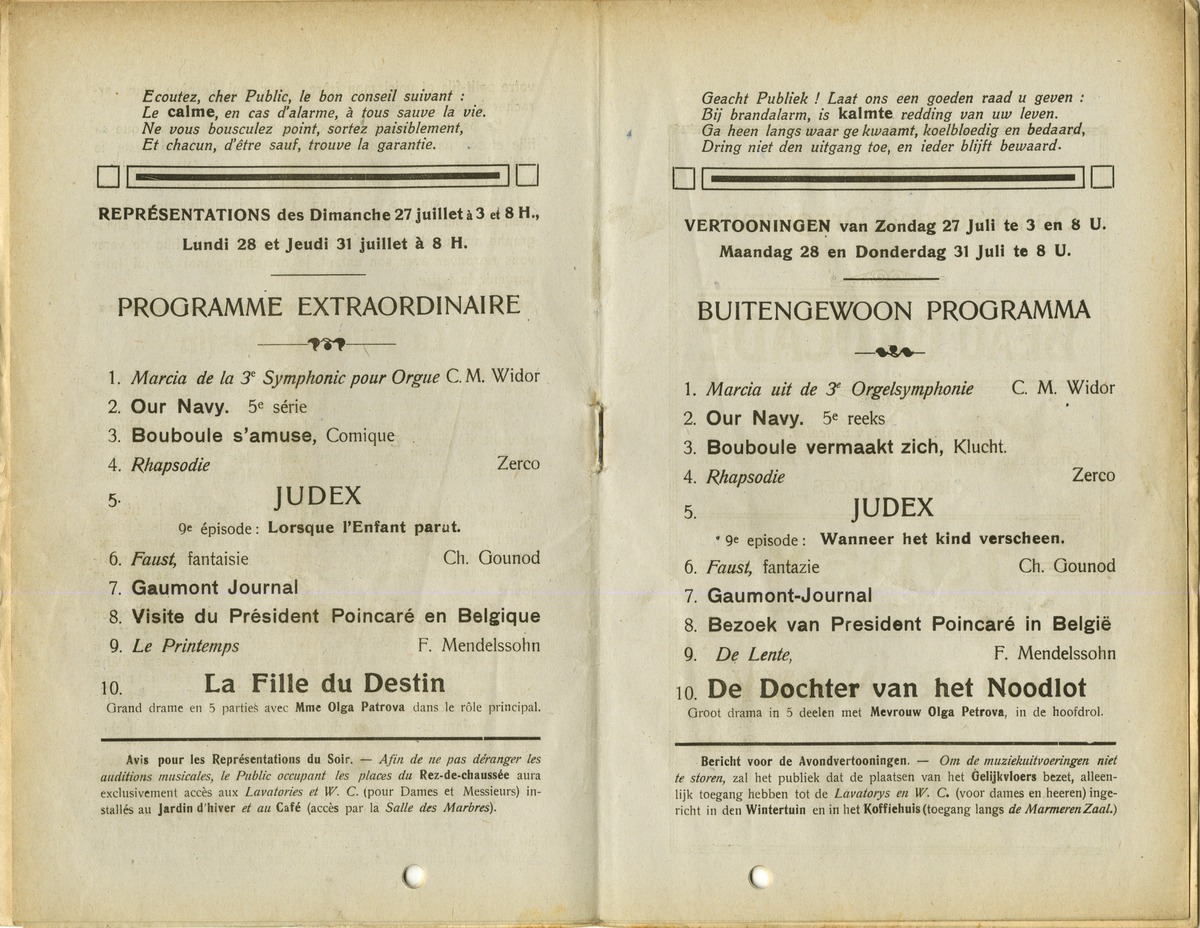 Ecoutez, cher Public, le bon conseil suivant :
Le calme, en cas d'alarme, à tous sauve la vie.
Ne vous bousculez point, sortez paisiblement,
Et chacun, d'être sauf, trouve la garantie.
REPRÉSENTATIONS des Dimanche 27 juillet à 3 et 8 H.,
Lundi 28 et Jeudi 31 juillet à 8 H.
PROGRAMME EXTRAORDINAIRE
1. Marcia de la 3e Symphonic pour Orgue C. M. Widor
2. Our Navy. 5e série
3. Bouboule s'amuse, Comique
4. Rhapsodie Zerco
5. JUDEX
9e épisode : Lorsque l'Enfant parut.
6. Faust, fantaisie Ch. Gounod
7. Gaumont Journal
8. Visite du Président Poincaré en Belgique
9. Le Printemps F. Mendelssohn
10. La Fille du Destin
Grand drame en 5 parties avec Mme Olga Patrova dans le rôle principal.
Avis pour les Représentations du Soir. — Afin de ne pas déranger les
auditions musicales, le Public occupant les places du Rez-de-chaussée aura
exclusivement accès aux Lavatories et W. C. (pour Dames et Messieurs) in-
stallés au Jardin d'hiver et au Café (accès par la Salle des Marbres).
Geacht Publiek ! Laat ons een goeden raad u geven :
Bij brandalarm, is kalmte redding van uw leven.
Ga heen langs waar ge kwaamt, koelbloedig en bedaard,
Dring niet den uitgang toe, en ieder blijft bewaard.
VERTOONINGEN van Zondag 27 Juli te 3 en 8 U.
Maandag 28 en Donderdag 31 Juli te 8 U.
BUITENGEWOON PROGRAMMA
1. Marcia uit de 3e Orgelsymphonie C. M. Widor
2. Our Navy. 5e reeks
3. Bouboule vermaakt zich, Klucht.
4. Rhapsodie Zerco
5. JUDEX
9e episode : Wanneer het kind verscheen.
6. Faust, fantazie Ch. Gounod
7. Gaumont-Journal
8. Bezoek van President Poincaré in België
9. De Lente, F. Mendelssohn
10. De Dochter van het Noodlot
Groot drama in 5 deelen met Mevrouw Olga Petrova, in de hoofdrol.
Bericht voor de Avondvertooningen. — Om de muziekuitvoeringen niet
te storen, zal het publiek dat de plaatsen van het Gelijkvloers bezet, alleen-
lijk toegang hebben tot de Lavatorys en W. C. (voor dames en heeren) inge-
richt in den Wintertuin en in het Koffiehuis (toegang langs de Marmeren Zaal.)